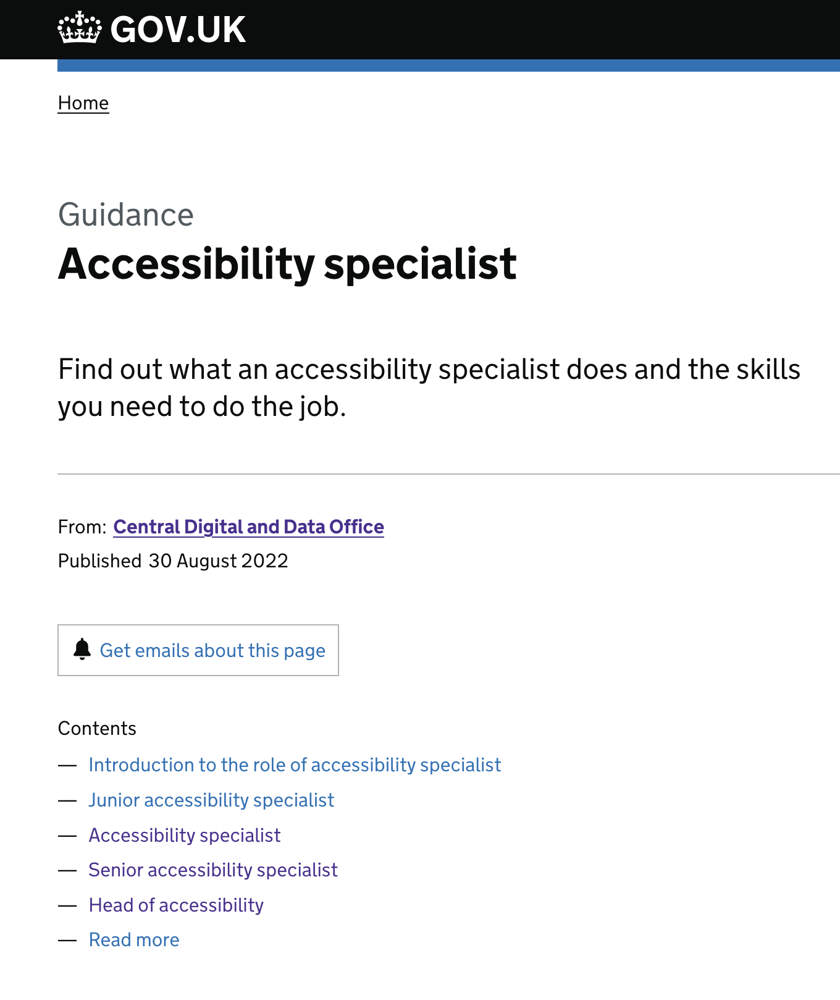 GOV.UK
Home
Guidance
Accessibility specialist
Find out what an accessibility specialist does and the skills
you need to do the job.
From: Central Digital and Data Office
Published 30 August 2022
Get emails about this page
Contents
— Introduction to the role of accessibility specialist
— Junior accessibility specialist
— Accessibility specialist
— Senior accessibility specialist
— Head of accessibility
— Read more